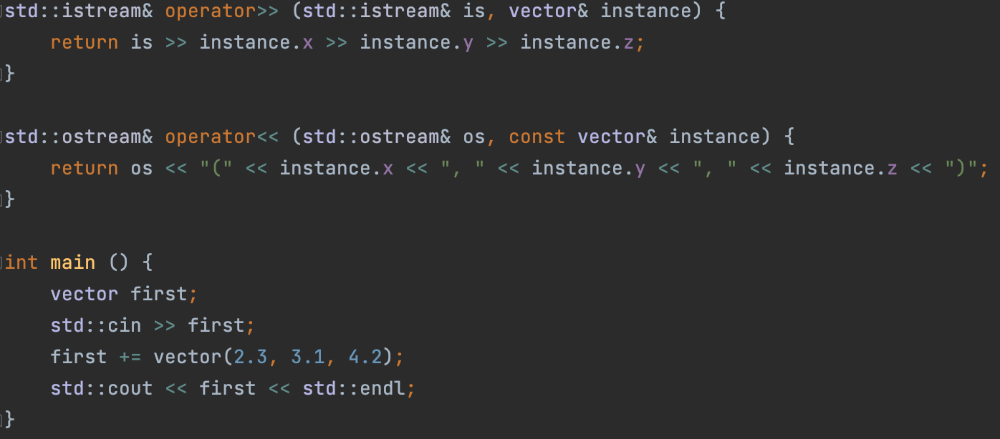 std::istream& operator>> (std::istream& is, vector& instance) {
    return is >> instance.x >> instance.y >> instance.z;
}
std::ostream& operator<< (std::ostream& os, const vector& instance) {
    return os << "(" << instance.x << ", " << instance.y << ", " << instance.z << ")";
}
int main () {
    vector first;
    std::cin >> first;
    first += vector(2.3, 3.1, 4.2);
    std::cout << first << std::endl;
}